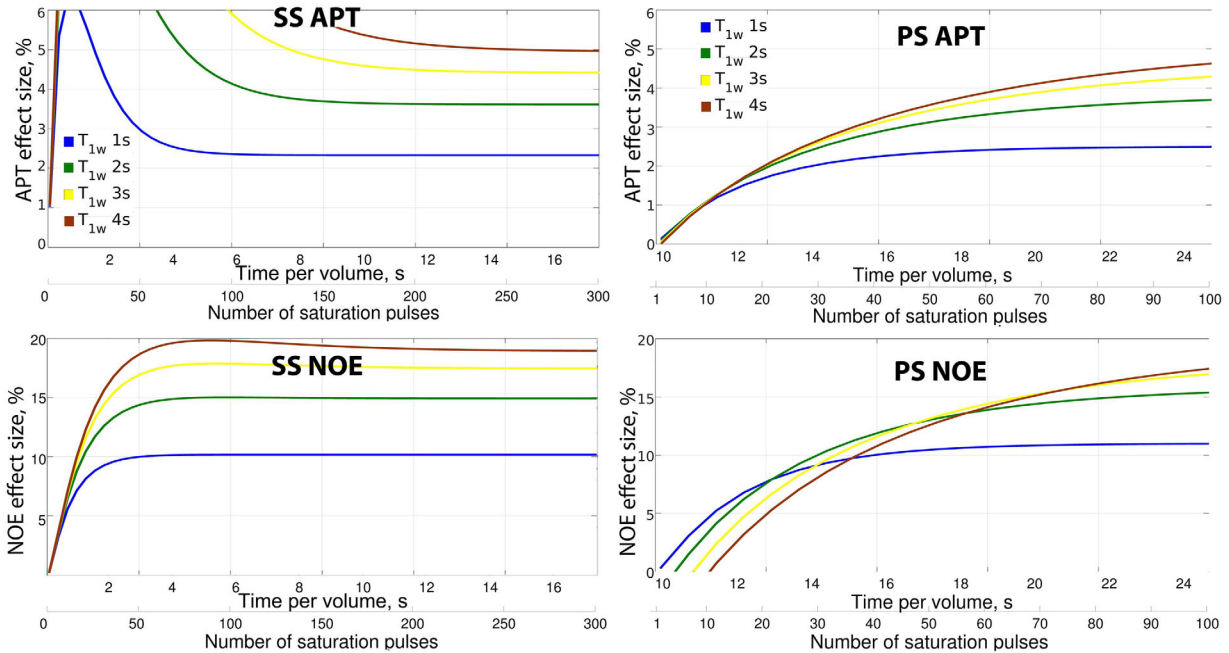 SS APT
6
5
4
3
2
1
0
APT effect size, %
T1w 1s
T1w 2s
T1w 3s
T1w 4s
2 4 6 8 10 12 14 16
Time per volume, s
0 50 100 150 200 250 300
Number of saturation pulses
PS APT
6
5
4
3
2
1
0
APT effect size, %
T1w 1s
T1w 2s
T1w 3s
T1w 4s
10 12 14 16 18 20 22 24
Time per volume, s
1 10 20 30 40 50 60 70 80 90 100
Number of saturation pulses
SS NOE
20
15
10
5
NOE effect size, %
2 4 6 8 10 12 14 16
Time per volume, s
0 50 100 150 200 250 300
Number of saturation pulses
PS NOE
20
15
10
5
0
NOE effect size, %
10 12 14 16 18 20 22 24
Time per volume, s
1 10 20 30 40 50 60 70 80 90 100
Number of saturation pulses